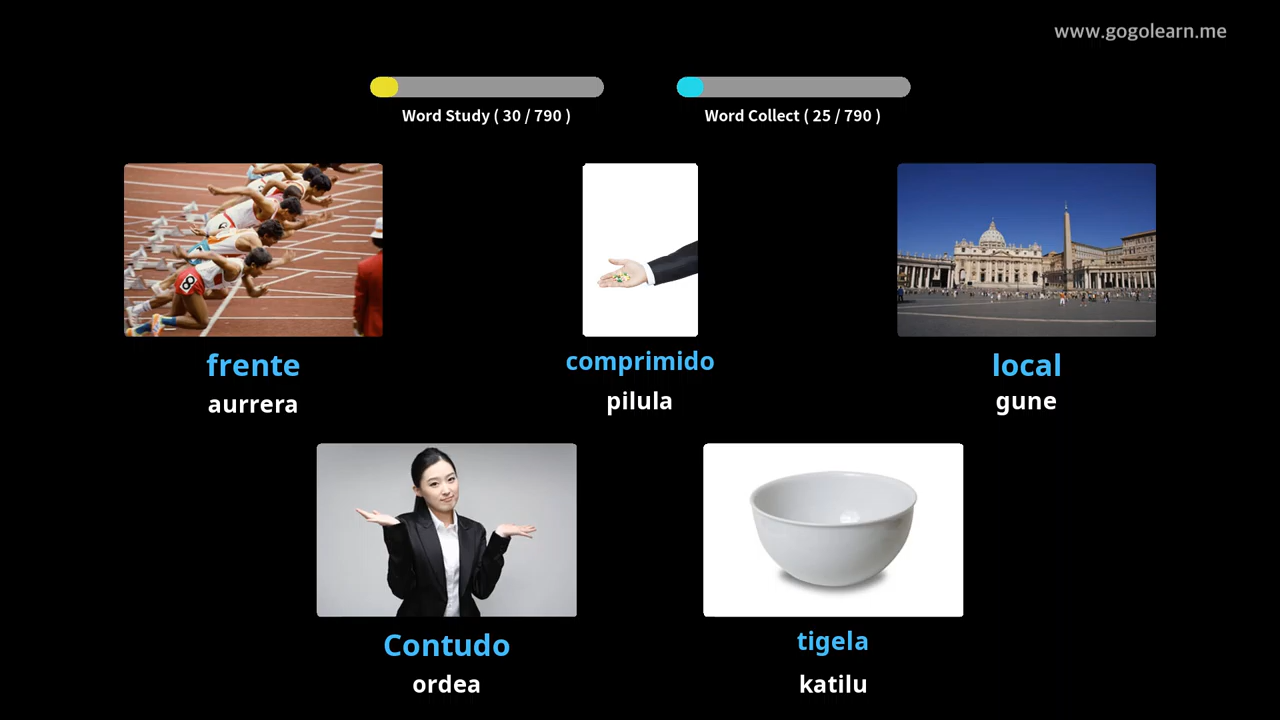 www.gogolearn.me
Word Study ( 30 / 790 )
Word Collect ( 25 / 790 )
frente
aurrera
comprimido
pilula
local
gune
Contudo
ordea
tigela
katilu